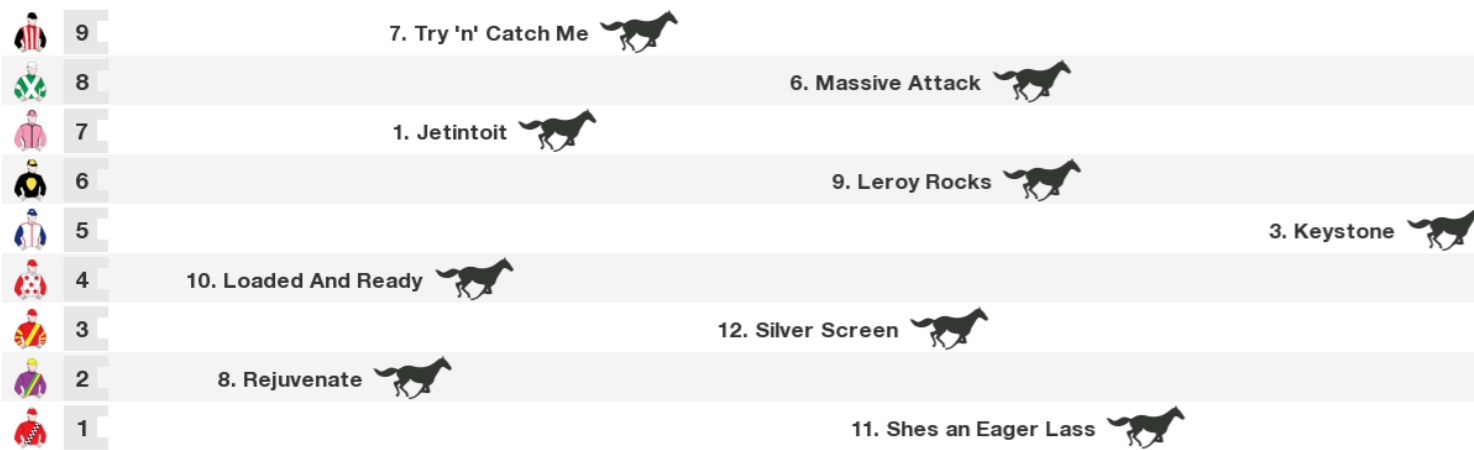 9 7. Try 'n' Catch Me
8 6. Massive Attack
7 1. Jetintoit
6 9. Leroy Rocks
5 3. Keystone
4 10. Loaded And Ready
3 12. Silver Screen
2 8. Rejuvenate
1 11. Shes an Eager Lass